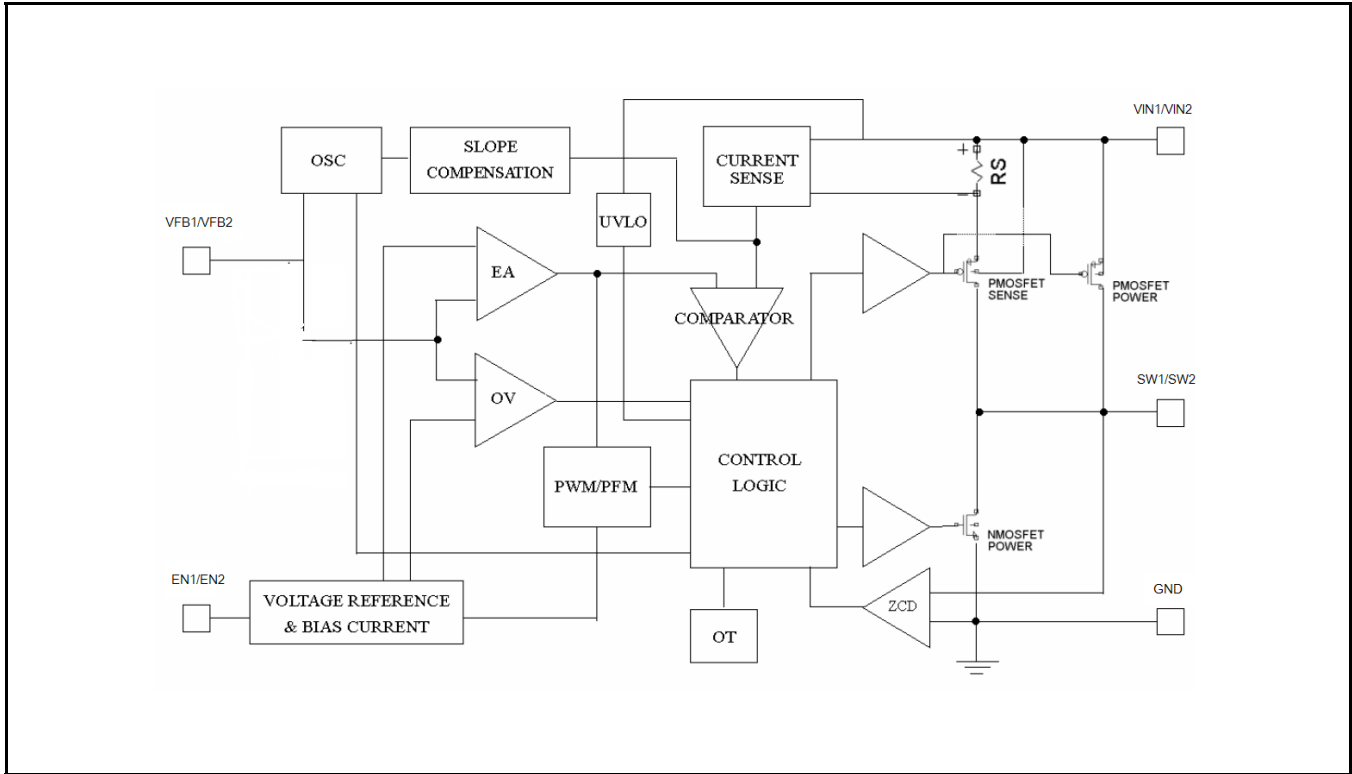 VIN1/VIN2
OSC
SLOPE
COMPENSATION
CURRENT
SENSE
+
RS
−
VFB1/VFB2
UVLO
EA
PMOSFET
SENSE
PMOSFET
POWER
COMPARATOR
SW1/SW2
OV
CONTROL
LOGIC
PWM/PFM
NMOSFET
POWER
EN1/EN2
VOLTAGE REFERENCE
& BIAS CURRENT
ZCD
GND
OT